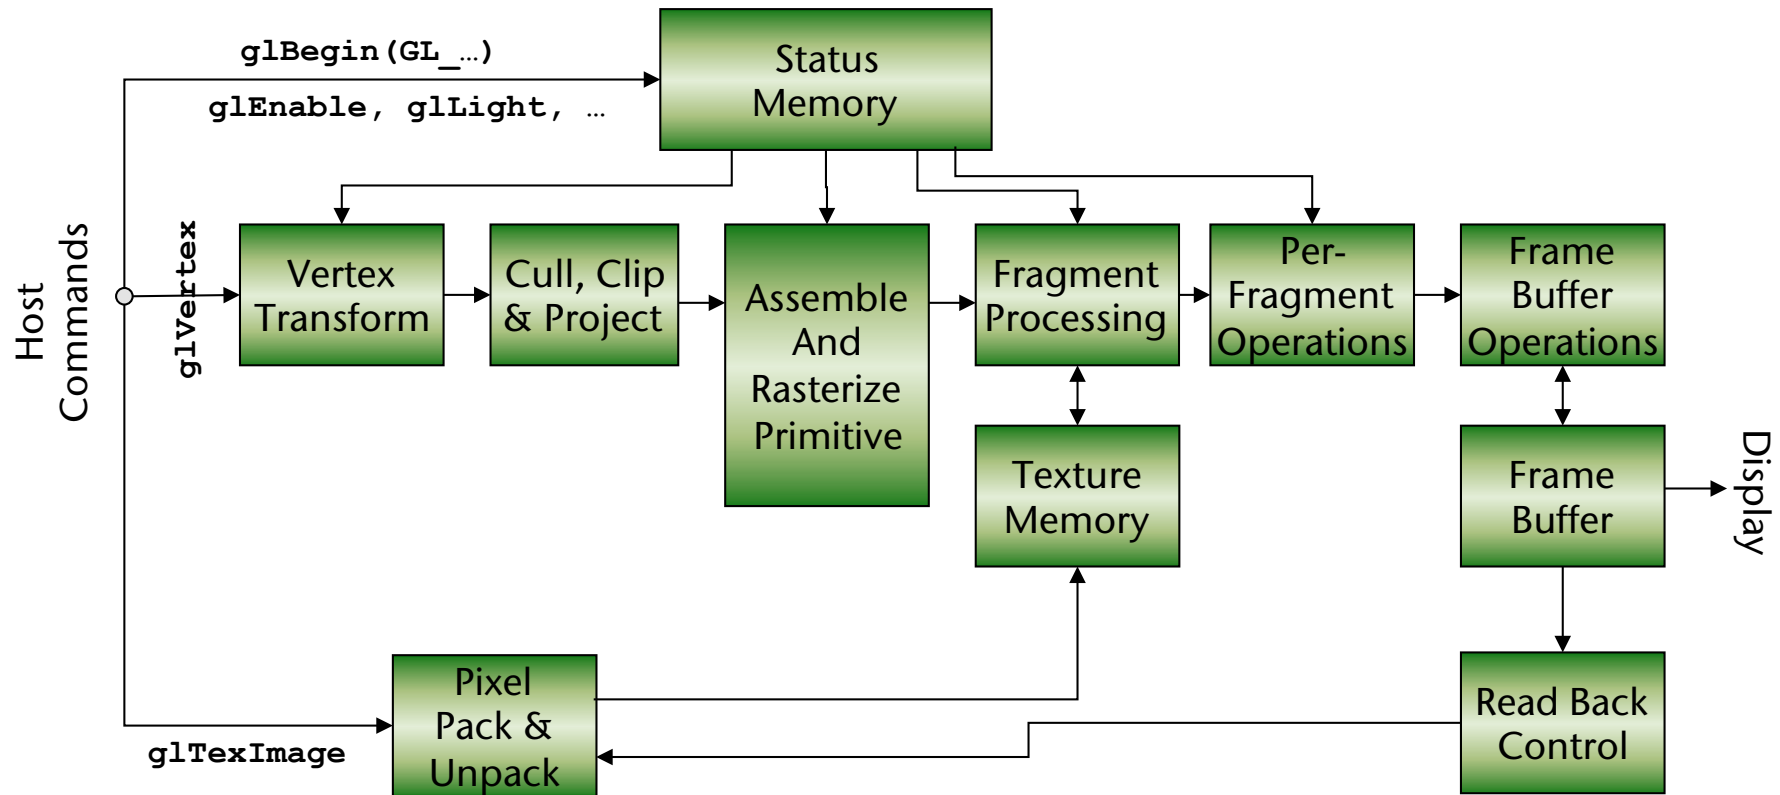 glBegin(GL_…)
glEnable, glLight, …
Status
Memory
Host
Commands
glVertex
Vertex
Transform
Cull, Clip
& Project
Assemble
And
Rasterize
Primitive
Fragment
Processing
Per-
Fragment
Operations
Frame
Buffer
Operations
Texture
Memory
Frame
Buffer
Display
glTexImage
Pixel
Pack &
Unpack
Read Back
Control